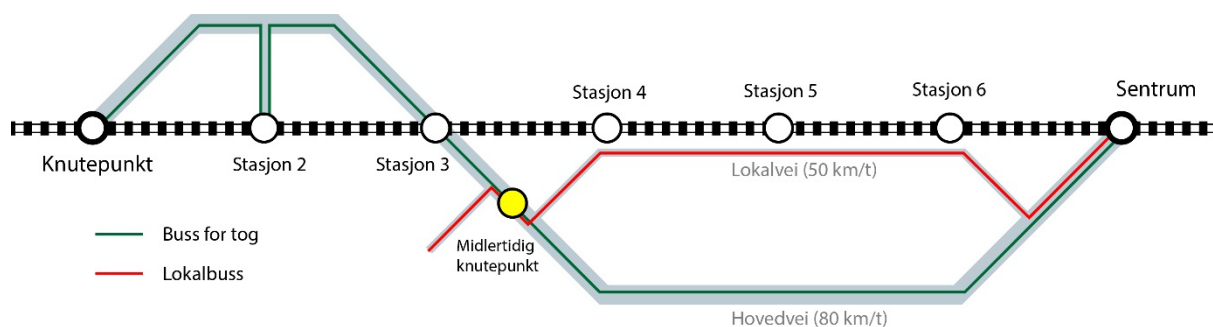 Stasjon 4
Stasjon 5
Stasjon 6
Sentrum
Knutepunkt
Stasjon 2
Stasjon 3
Lokalvei (50 km/t)
Buss for tog
Lokalbuss
Midlertidig
knutepunkt
Hovedvei (80 km/t)